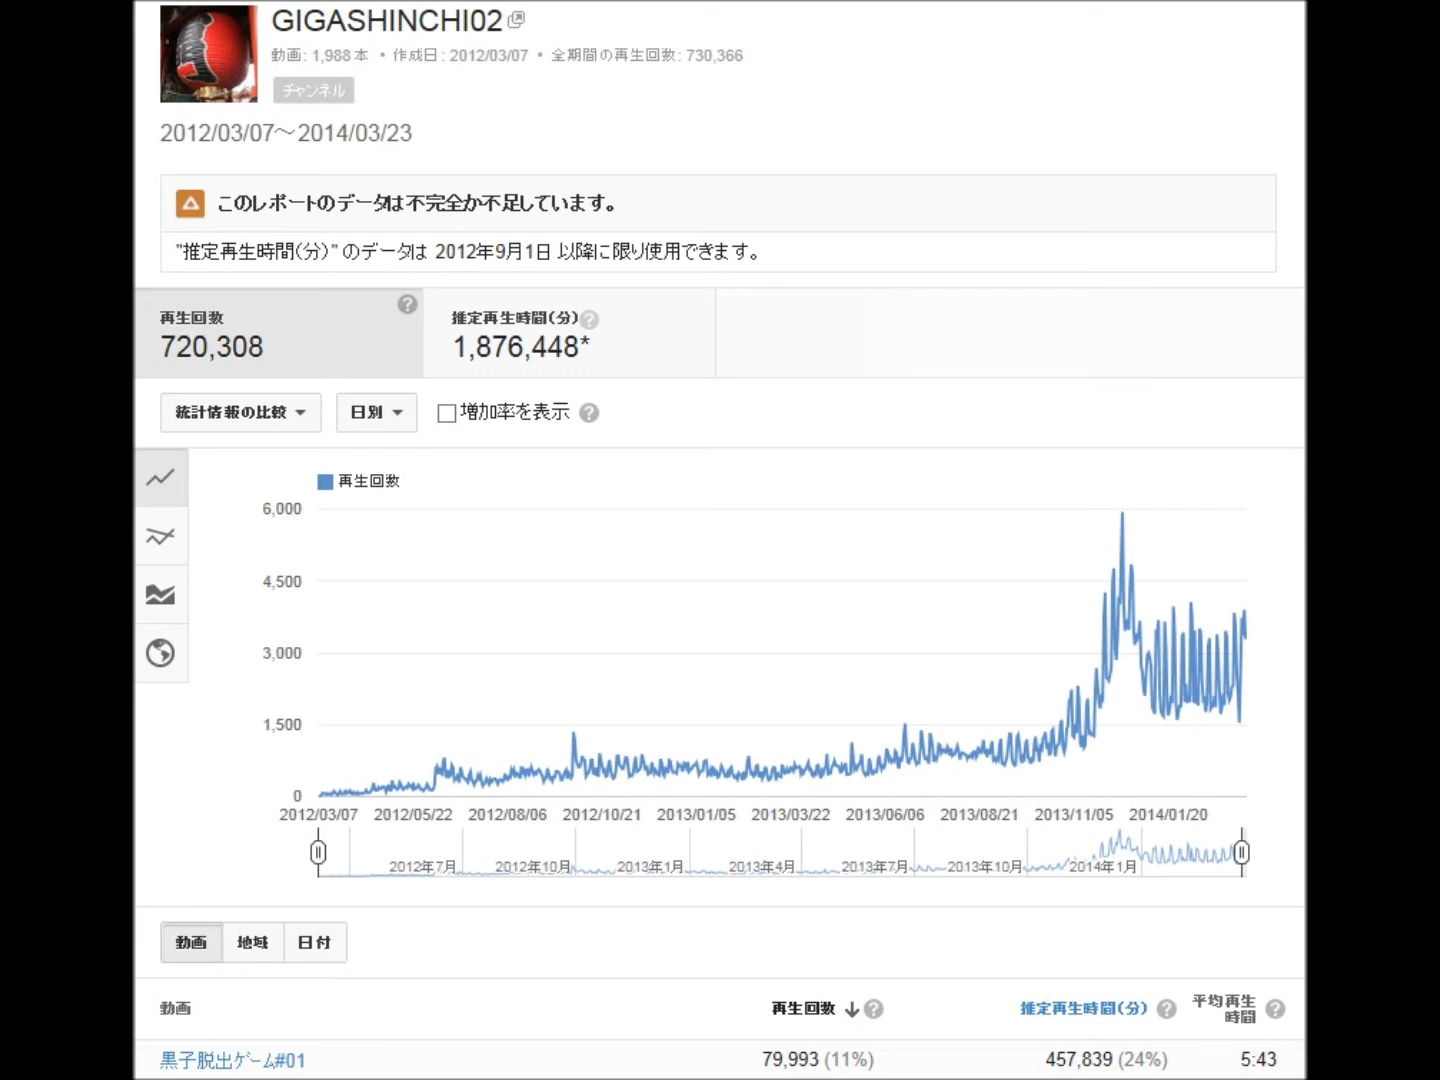 GIGASHINCHI02
動画: 1,988 本 • 作成日: 2012/03/07 • 全期間の再生回数: 730,366
チャンネル
2012/03/07～2014/03/23
このレポートのデータは不完全か不足しています。
"推定再生時間(分)" のデータは 2012年9月1日 以降に限り使用できます。
再生回数 ?
720,308
推定再生時間(分) ?
1,876,448*
統計情報の比較 日別 増加率を表示 ?
再生回数
6,000
4,500
3,000
1,500
0
2012/03/07 2012/05/22 2012/08/06 2012/10/21 2013/01/05 2013/03/22 2013/06/06 2013/08/21 2013/11/05 2014/01/20
2012年7月 2012年10月 2013年1月 2013年4月 2013年7月 2013年10月 2014年1月
動画 地域 日付
動画 再生回数 ? 推定再生時間(分) ? 平均再生時間 ?
黒子脱出ゲーム#01 79,993 (11%) 457,839 (24%) 5:43